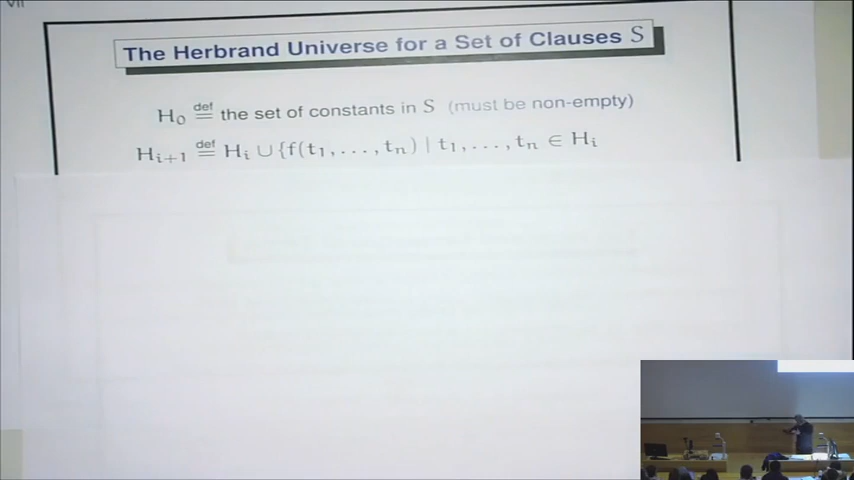 VII
The Herbrand Universe for a Set of Clauses S
H₀ ≝ the set of constants in S (must be non-empty)
Hᵢ₊₁ ≝ Hᵢ ∪ {f(t₁, . . . , tₙ) | t₁, . . . , tₙ ∈ Hᵢ